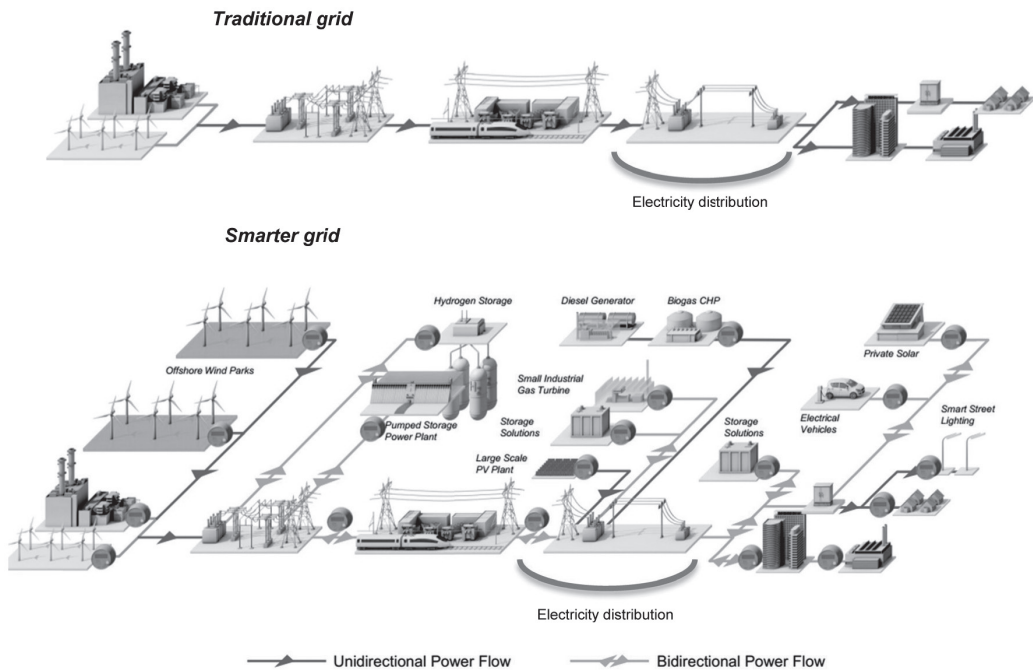 Traditional grid
Electricity distribution
Smarter grid
Hydrogen Storage
Diesel Generator
Biogas CHP
Offshore Wind Parks
Private Solar
Small Industrial
Gas Turbine
Pumped Storage
Power Plant
Storage
Solutions
Storage
Solutions
Electrical
Vehicles
Smart Street
Lighting
Large Scale
PV Plant
Electricity distribution
Unidirectional Power Flow
Bidirectional Power Flow